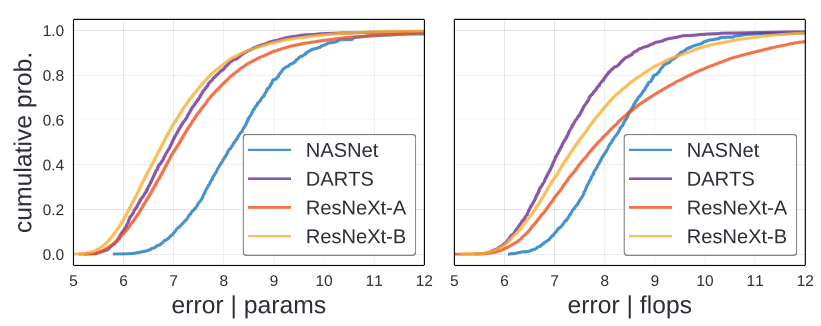 cumulative prob.
1.0
0.8
0.6
0.4
0.2
0.0
NASNet
DARTS
ResNeXt-A
ResNeXt-B
5 6 7 8 9 10 11 12
error | params
NASNet
DARTS
ResNeXt-A
ResNeXt-B
5 6 7 8 9 10 11 12
error | flops